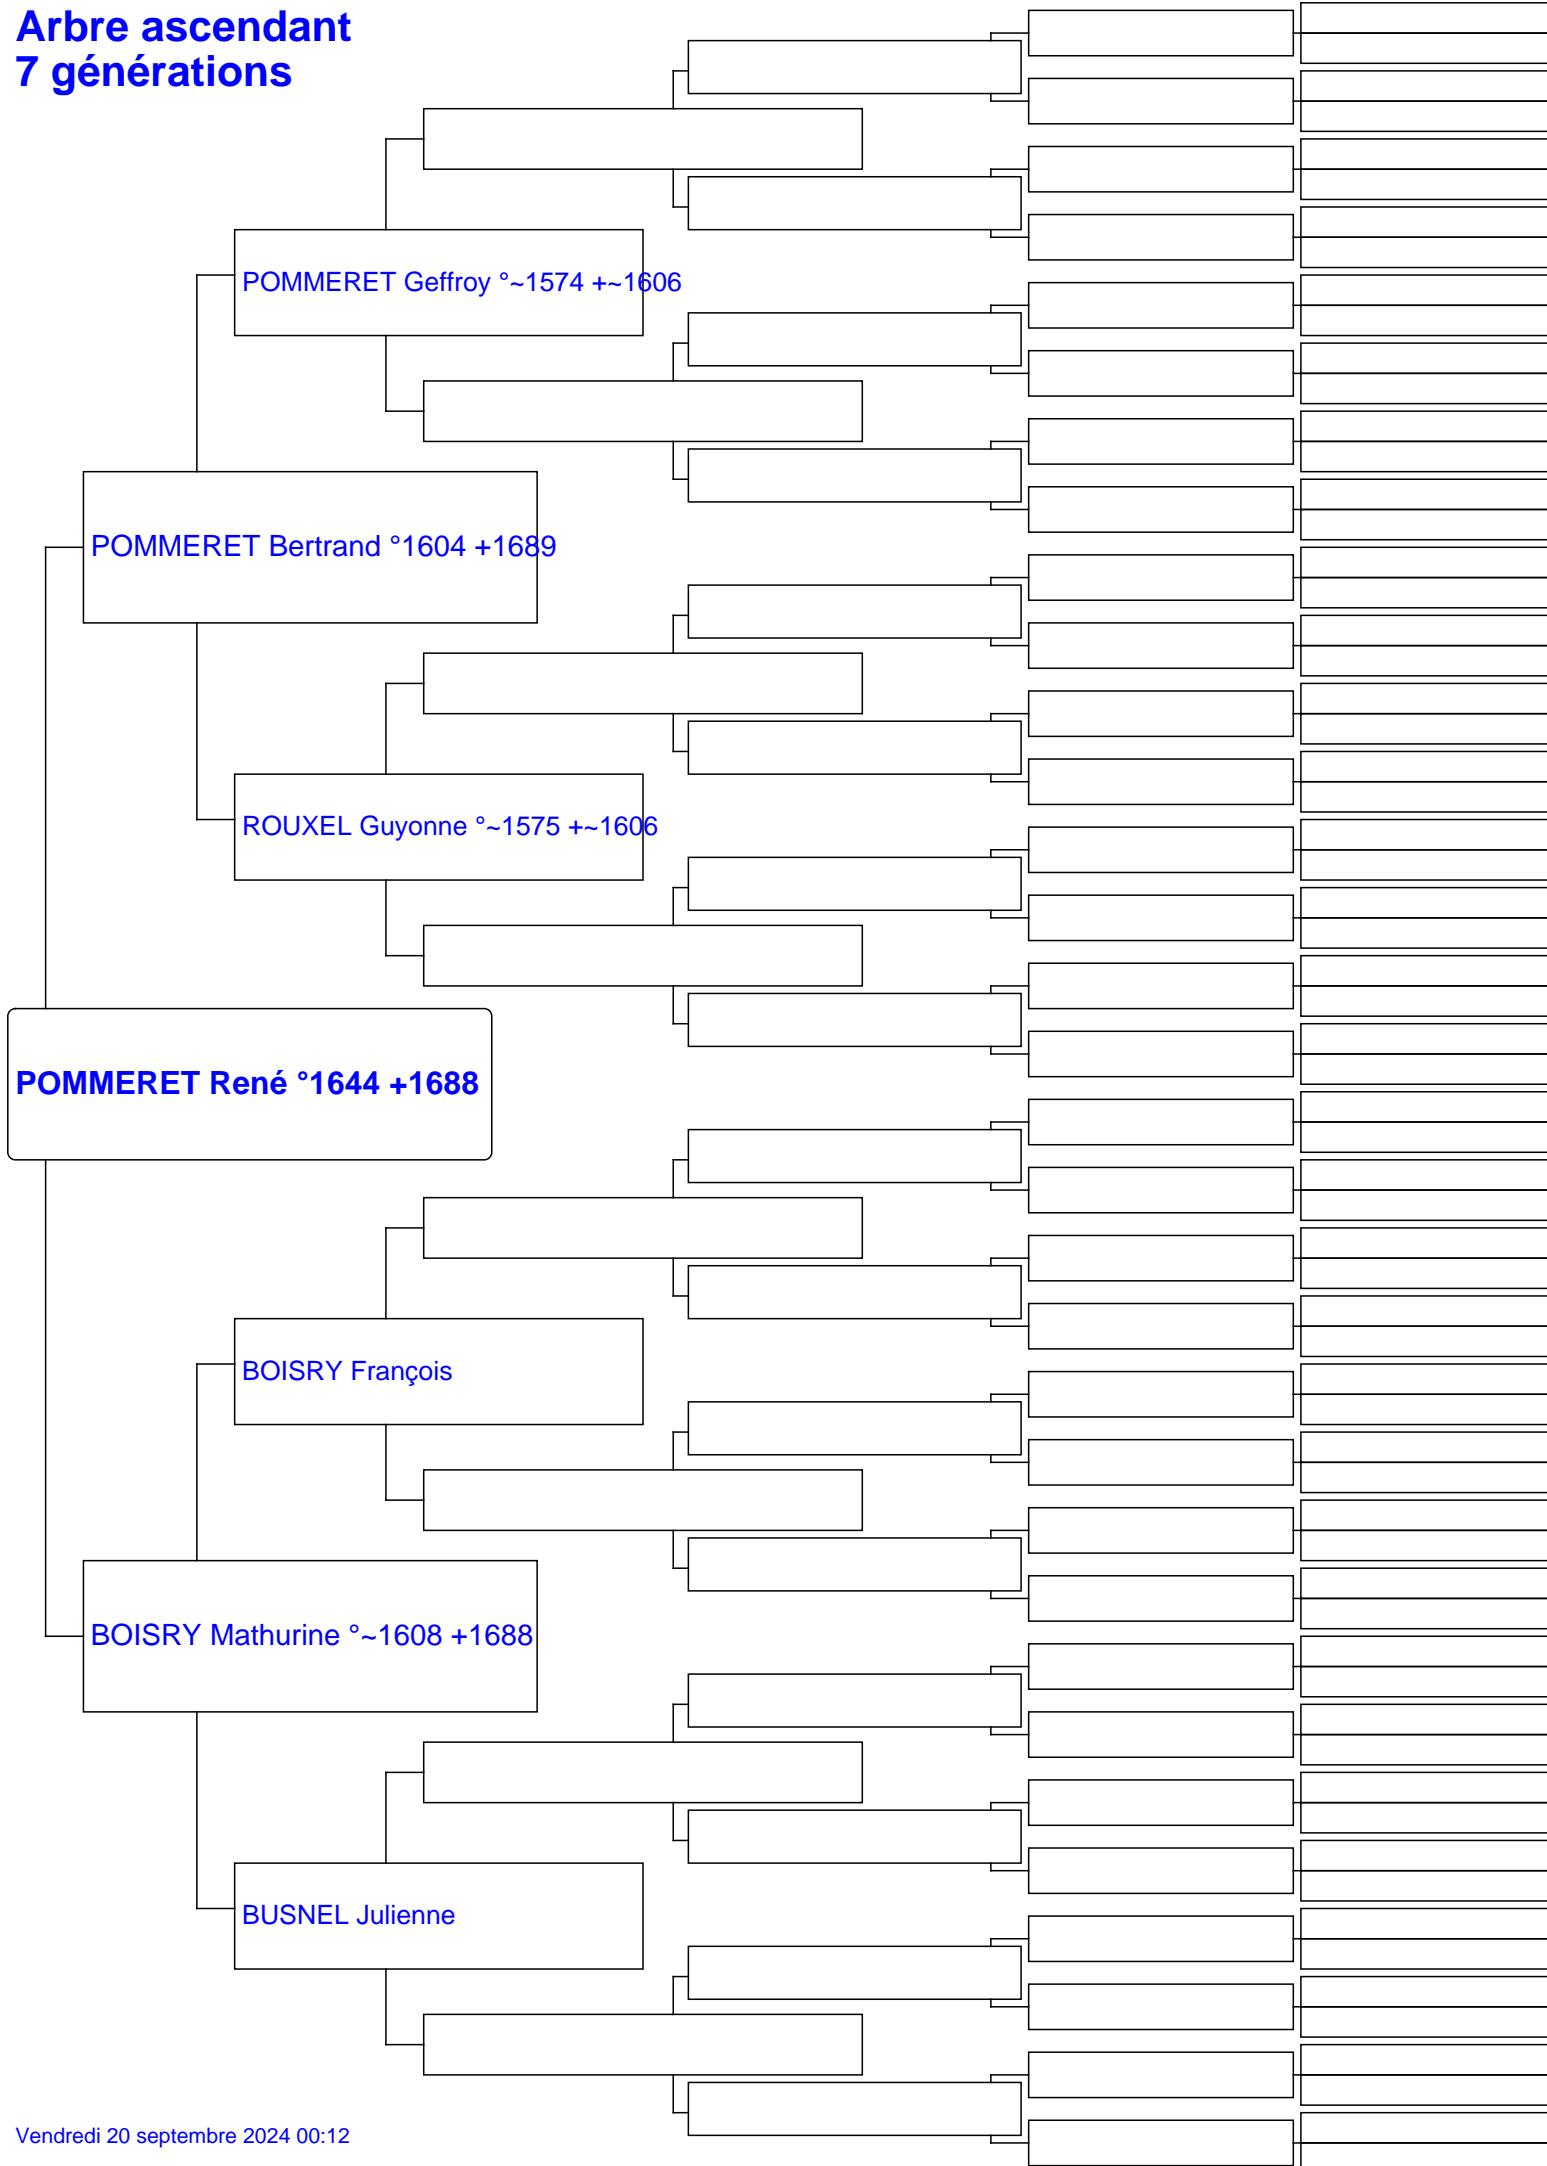 Arbre ascendant
7 générations
POMMERET Geffroy °~1574 +~1606
POMMERET Bertrand °1604 +1689
ROUXEL Guyonne °~1575 +~1606
POMMERET René °1644 +1688
BOISRY François
BOISRY Mathurine °~1608 +1688
BUSNEL Julienne
Vendredi 20 septembre 2024 00:12